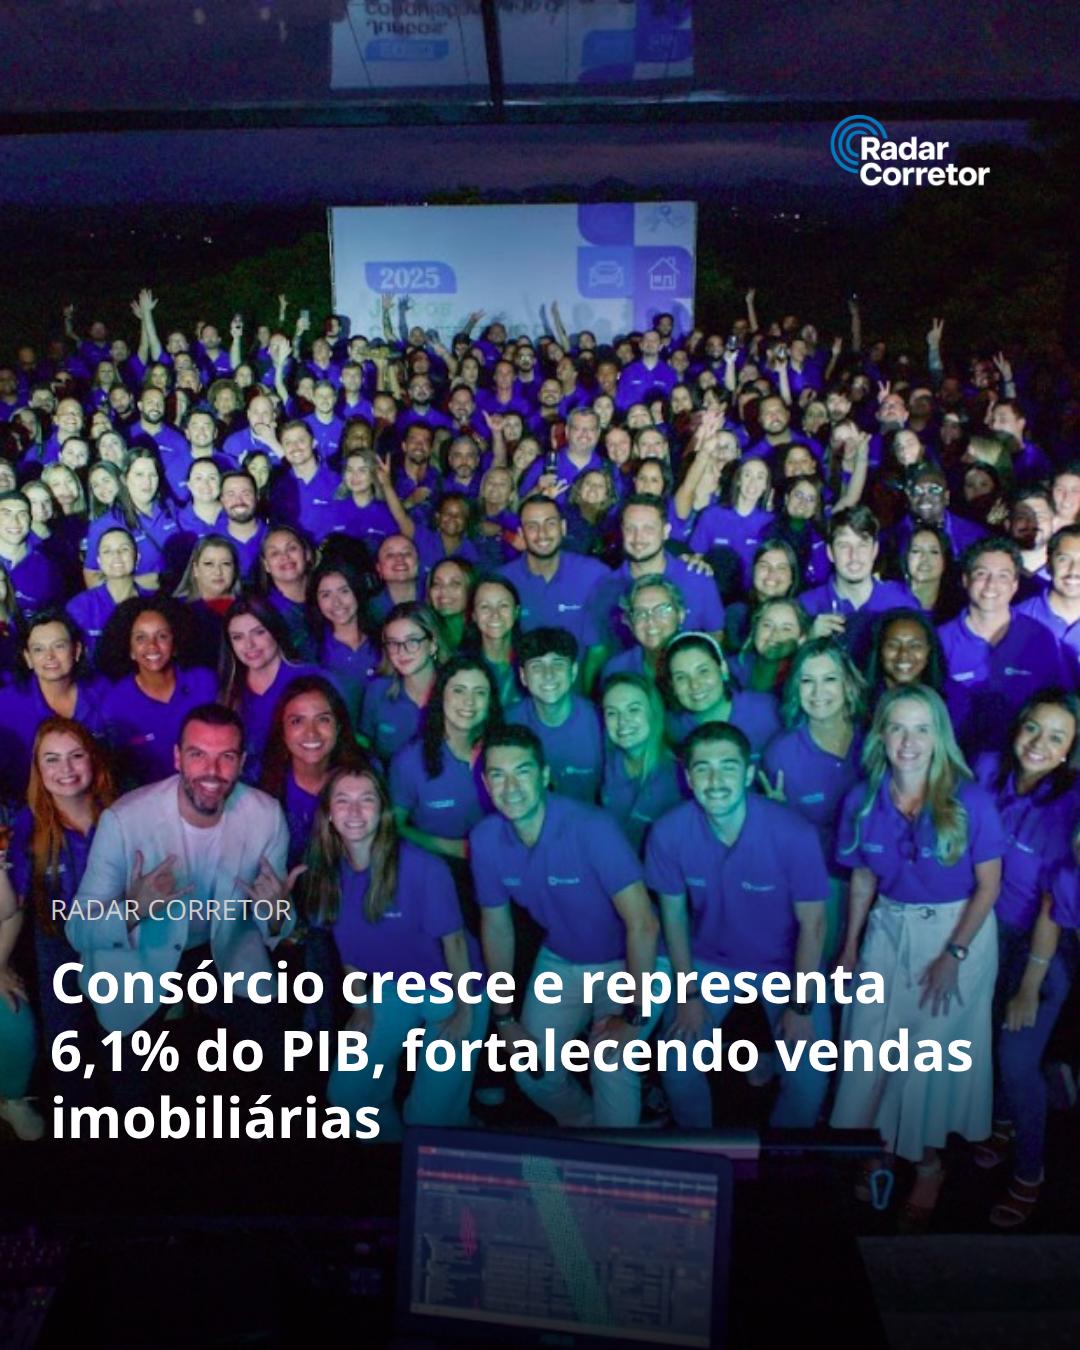 Radar
Corretor
2025
RADAR CORRETOR
Consórcio cresce e representa
6,1% do PIB, fortalecendo vendas
imobiliárias